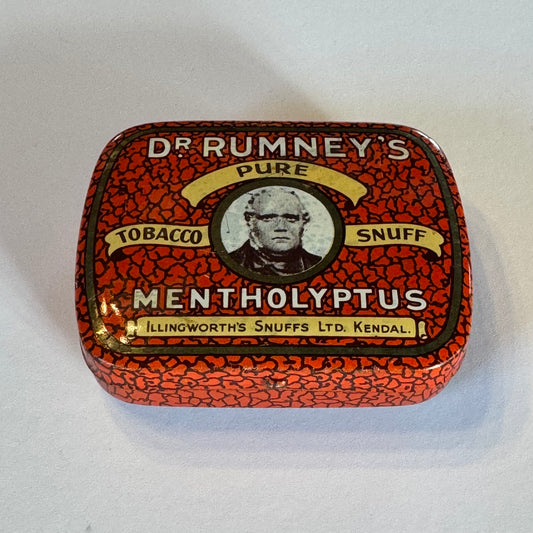 DR RUMNEY'S
PURE
TOBACCO SNUFF
MENTHOLYPTUS
ILLINGWORTH'S SNUFFS LTD. KENDAL.